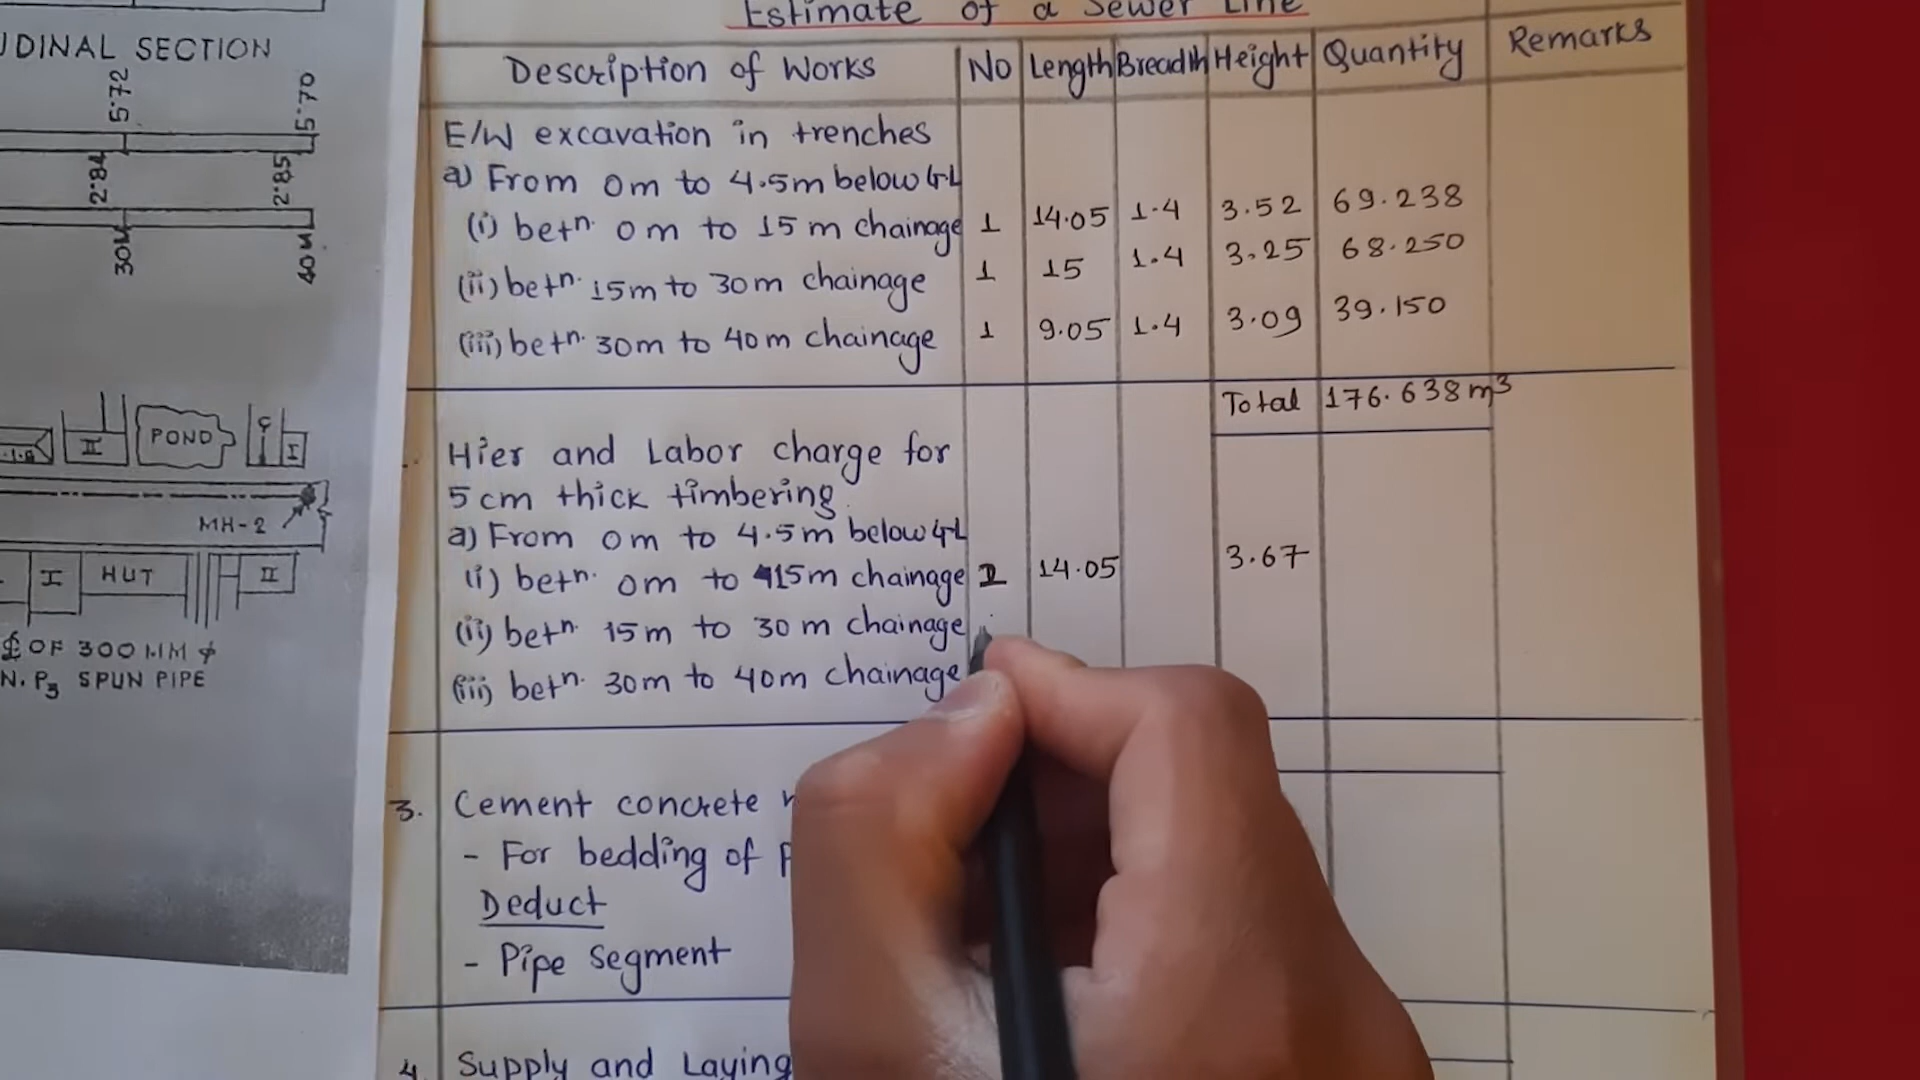 Estimate of a Sewer Line
UDINAL SECTION
5.72
5.70
2.84
2.85
30M
40M
II
POND
I
MH-2
I
HUT
II
℄ OF 300 MM ϕ
N. P3 SPUN PIPE
Description of Works No Length Breadth Height Quantity Remarks
E/W excavation in trenches
a) From 0m to 4.5m below GL
(i) betn. 0m to 15m chainage 1 14.05 1.4 3.52 69.238
(ii) betn. 15m to 30m chainage 1 15 1.4 3.25 68.250
(iii) betn. 30m to 40m chainage 1 9.05 1.4 3.09 39.150
Total 176.638 m³
Hier and Labor charge for
5 cm thick timbering
a) From 0m to 4.5m below GL
(i) betn. 0m to 15m chainage 2 14.05 3.67
(ii) betn. 15m to 30m chainage
(iii) betn. 30m to 40m chainage
3. Cement concrete
- For bedding of
Deduct
- Pipe segment
4. Supply and Laying